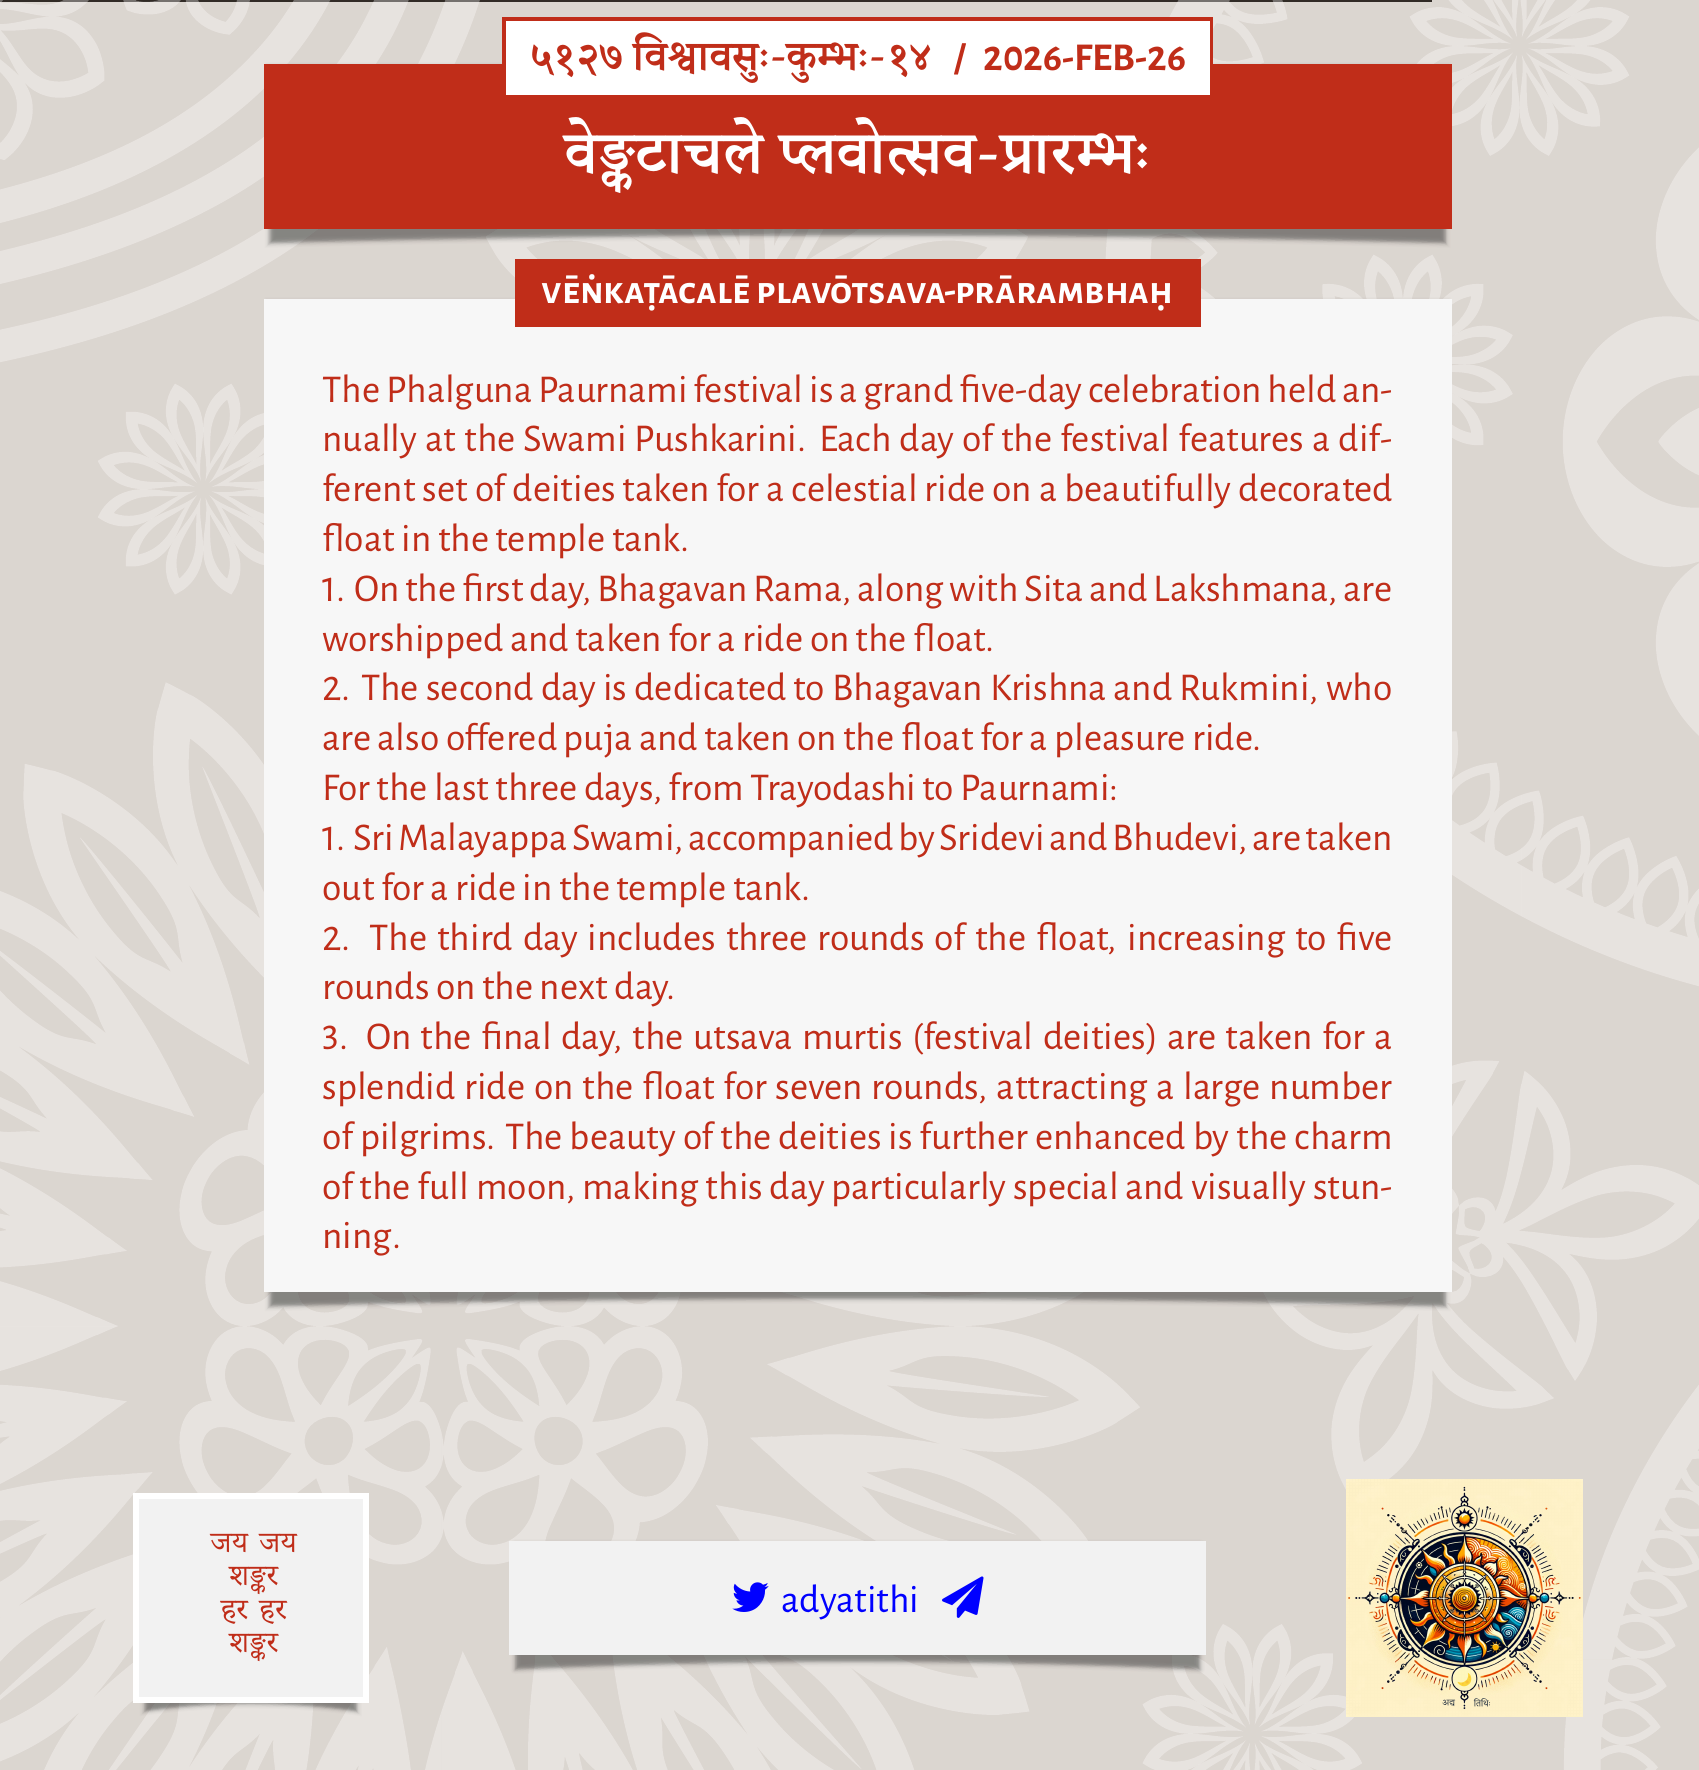 ५१२७ विश्वावसुः-कुम्भः-१४ / 2026-FEB-26
वेङ्कटाचले प्लवोत्सव-प्रारम्भः
VĒṄKAṬĀCALĒ PLAVŌTSAVA-PRĀRAMBHAḤ
The Phalguna Paurnami festival is a grand five-day celebration held an-
nually at the Swami Pushkarini. Each day of the festival features a dif-
ferent set of deities taken for a celestial ride on a beautifully decorated
float in the temple tank.
1. On the first day, Bhagavan Rama, along with Sita and Lakshmana, are
worshipped and taken for a ride on the float.
2. The second day is dedicated to Bhagavan Krishna and Rukmini, who
are also offered puja and taken on the float for a pleasure ride.
For the last three days, from Trayodashi to Paurnami:
1. Sri Malayappa Swami, accompanied by Sridevi and Bhudevi, are taken
out for a ride in the temple tank.
2. The third day includes three rounds of the float, increasing to five
rounds on the next day.
3. On the final day, the utsava murtis (festival deities) are taken for a
splendid ride on the float for seven rounds, attracting a large number
of pilgrims. The beauty of the deities is further enhanced by the charm
of the full moon, making this day particularly special and visually stun-
ning.
जय जय
शङ्कर
हर हर
शङ्कर
adyatithi
अद्य तिथिः